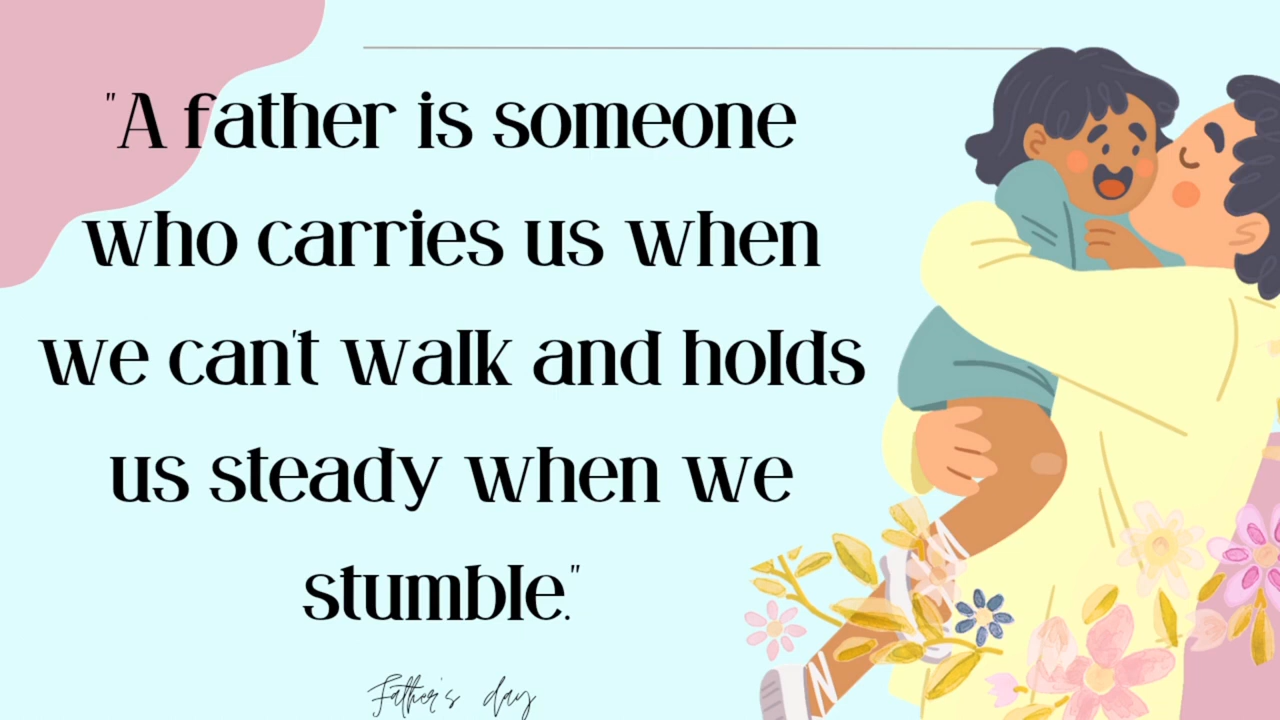 "A father is someone
who carries us when
we can't walk and holds
us steady when we
stumble."
Father's day